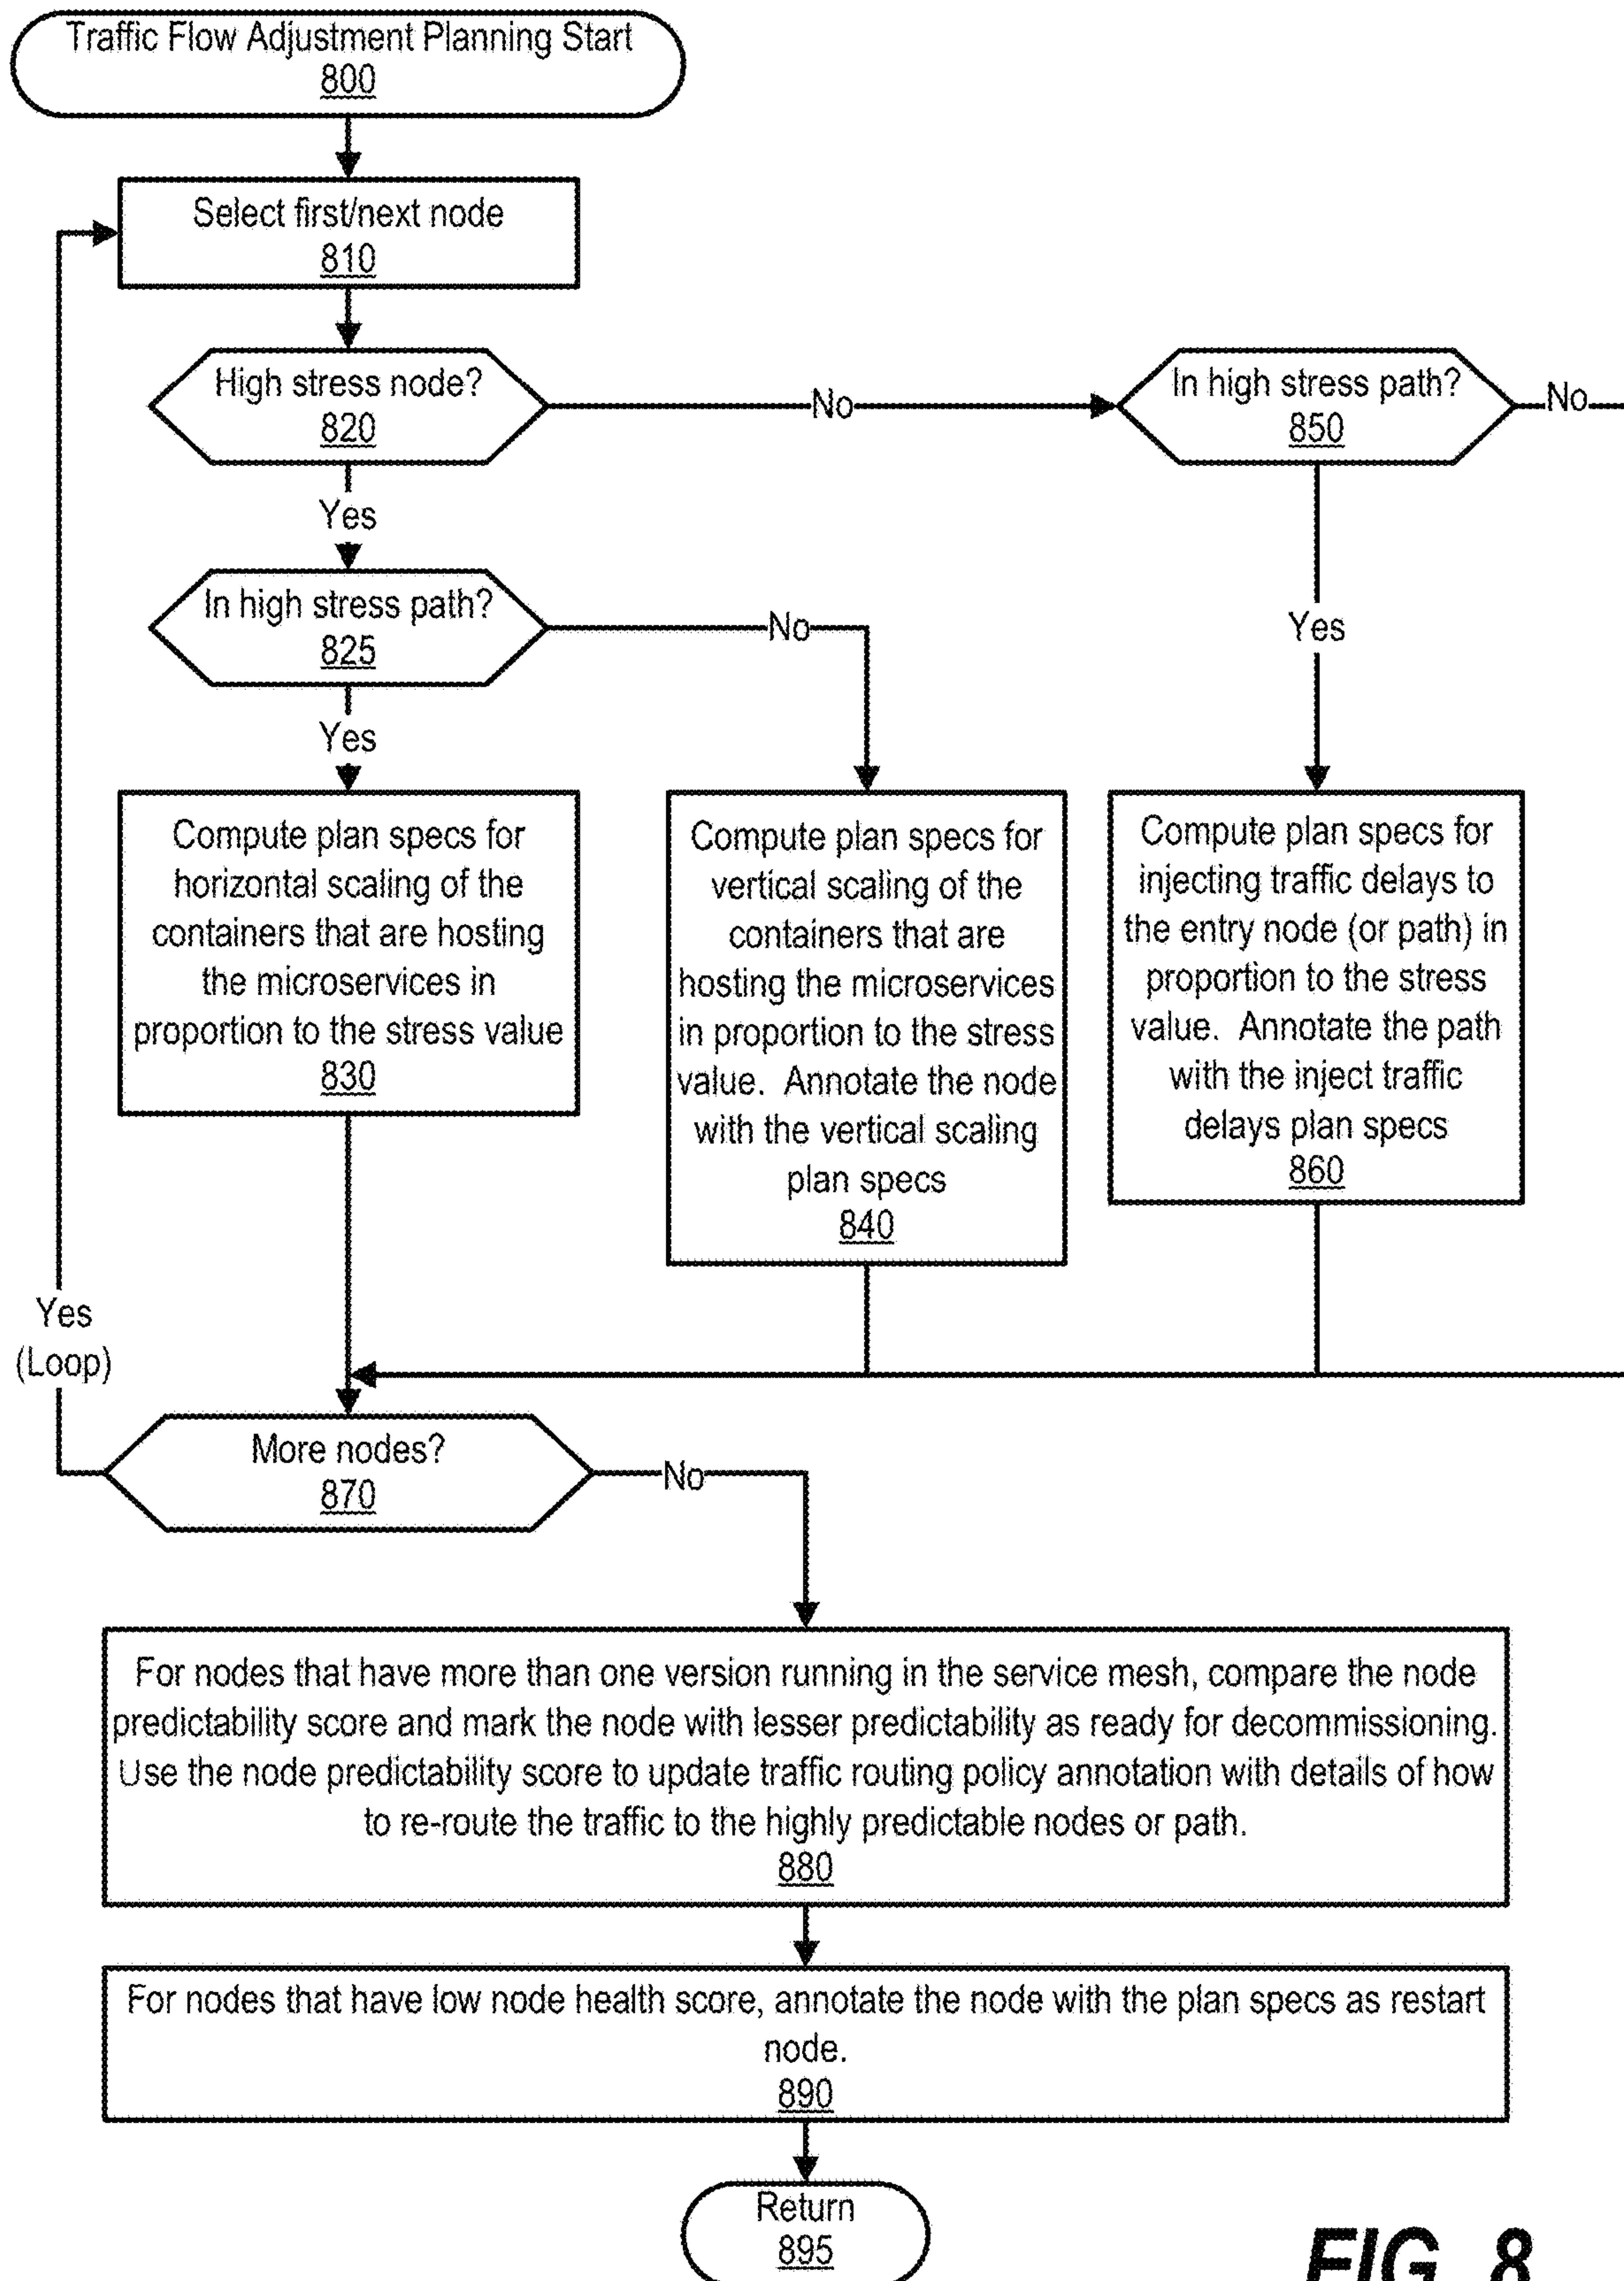 Traffic Flow Adjustment Planning Start
800
Select first/next node
810
High stress node?
820
No
In high stress path?
850
No
Yes
In high stress path?
825
No
Yes
Yes
Compute plan specs for
horizontal scaling of the
containers that are hosting
the microservices in
proportion to the stress value
830
Compute plan specs for
vertical scaling of the
containers that are
hosting the microservices
in proportion to the stress
value. Annotate the node
with the vertical scaling
plan specs
840
Compute plan specs for
injecting traffic delays to
the entry node (or path) in
proportion to the stress
value. Annotate the path
with the inject traffic
delays plan specs
860
Yes
(Loop)
More nodes?
870
No
For nodes that have more than one version running in the service mesh, compare the node
predictability score and mark the node with lesser predictability as ready for decommissioning.
Use the node predictability score to update traffic routing policy annotation with details of how
to re-route the traffic to the highly predictable nodes or path.
880
For nodes that have low node health score, annotate the node with the plan specs as restart
node.
890
Return
895
FIG. 8